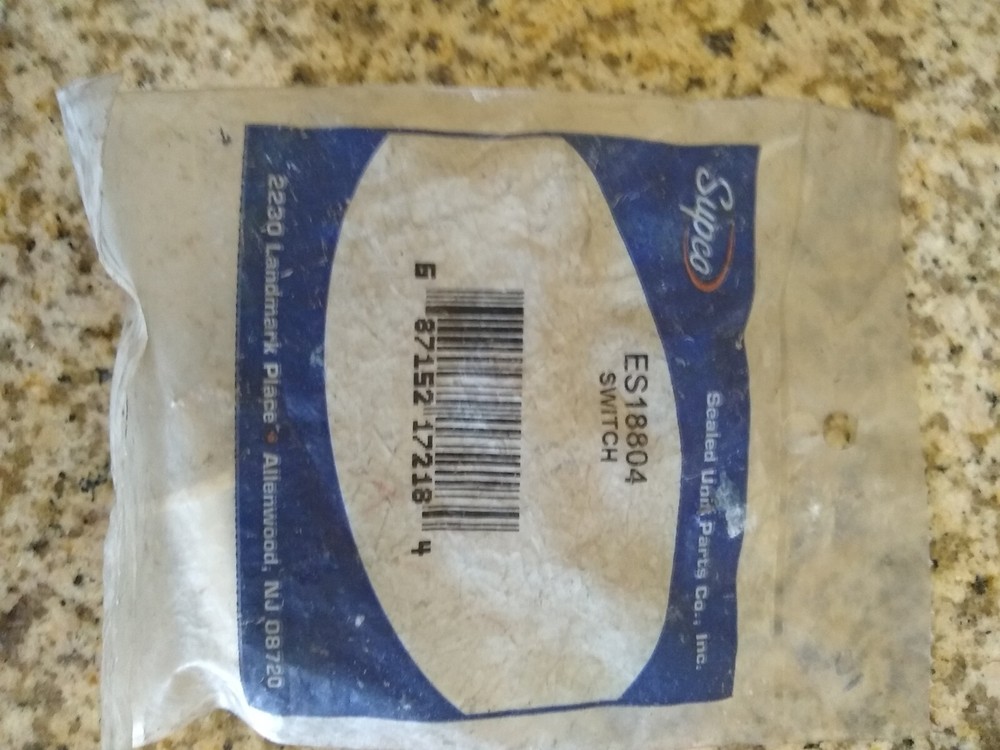 Supco
Sealed Unit Parts Co., Inc.
ES18804
SWITCH
6 87152 17218 4
2230 Landmark Place • Allenwood, NJ 08720